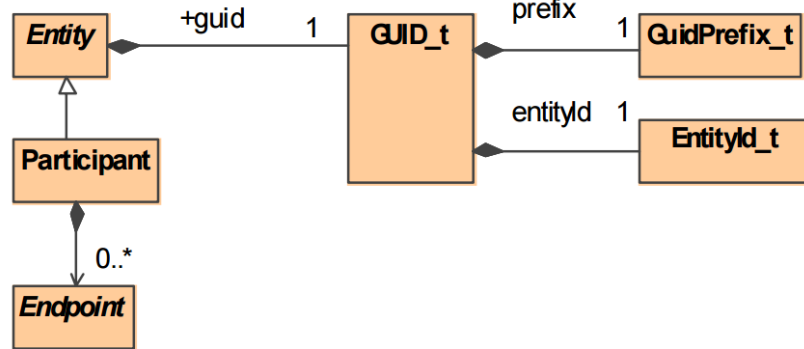 Entity +guid 1 GUID_t prefix 1 GuidPrefix_t
entityId 1
Participant EntityId_t
0..*
Endpoint